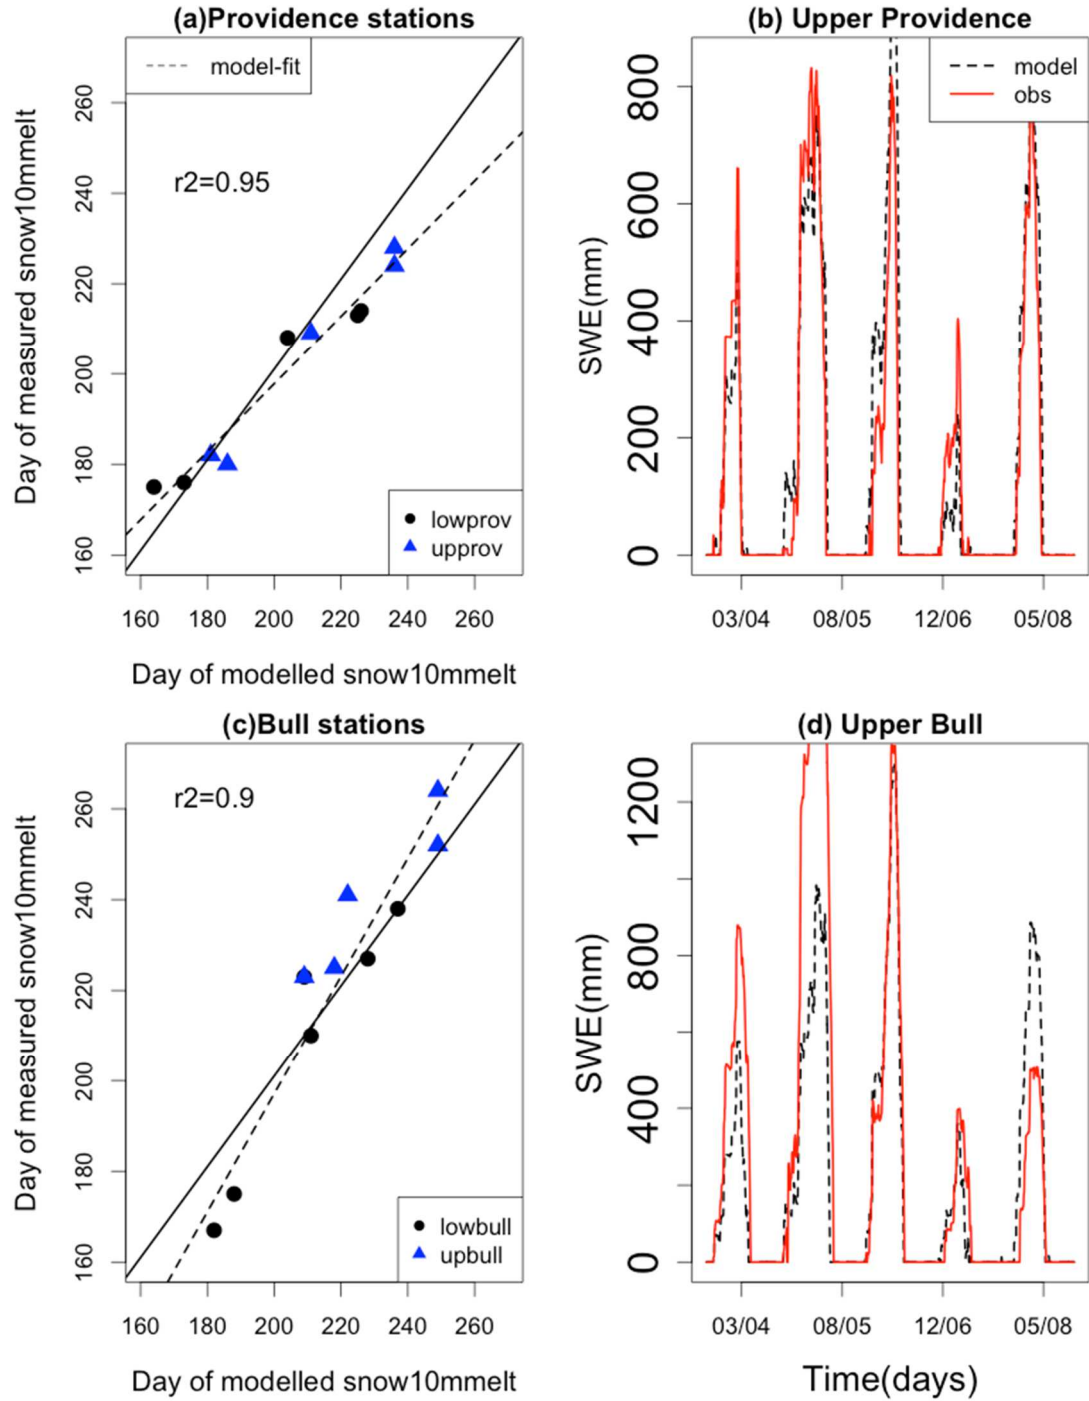 (a)Providence stations
model-fit
r2=0.95
lowprov
upprov
Day of measured snow10mmelt
160
180
200
220
240
260
160 180 200 220 240 260
Day of modelled snow10mmelt
(b) Upper Providence
model
obs
SWE(mm)
0
200
400
600
800
03/04 08/05 12/06 05/08
(c)Bull stations
r2=0.9
lowbull
upbull
Day of measured snow10mmelt
160
180
200
220
240
260
160 180 200 220 240 260
Day of modelled snow10mmelt
(d) Upper Bull
SWE(mm)
0
400
800
1200
03/04 08/05 12/06 05/08
Time(days)